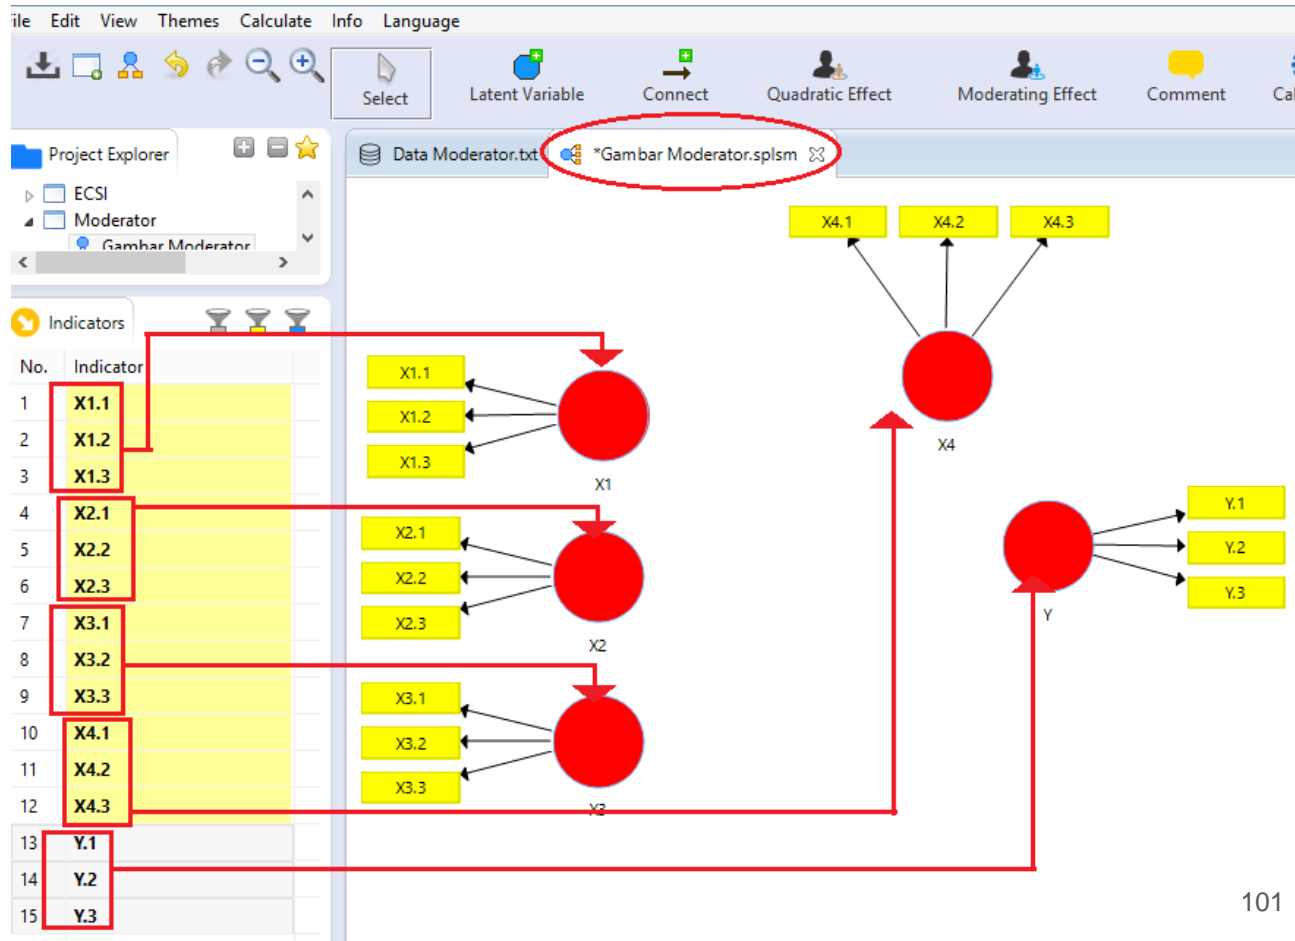 File Edit View Themes Calculate Info Language
Select Latent Variable Connect Quadratic Effect Moderating Effect Comment
Project Explorer
Data Moderator.txt *Gambar Moderator.splsm
ECSI
Moderator
Gambar Moderator
Indicators
No. Indicator
1 X1.1
2 X1.2
3 X1.3
4 X2.1
5 X2.2
6 X2.3
7 X3.1
8 X3.2
9 X3.3
10 X4.1
11 X4.2
12 X4.3
13 Y.1
14 Y.2
15 Y.3
X4.1 X4.2 X4.3
X4
X1.1
X1.2
X1.3
X1
X2.1
X2.2
X2.3
X2
X3.1
X3.2
X3.3
X3
Y.1
Y.2
Y.3
Y
101